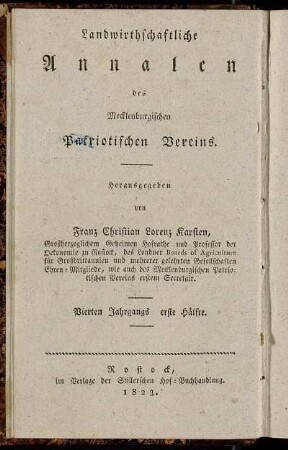 Landwirthschaftliche
Annalen
des
Mecklenburgischen
Patriotischen Vereins.
Herausgegeben
von
Franz Christian Lorenz Karsten,
Großherzoglichem Geheimen Hofrathe und Professor der
Oekonomie zu Rostock, des Londner Boards of Agriculture
für Großbrittannien und mehrerer gelehrten Gesellschaften
Ehren-Mitgliede, wie auch des Mecklenburgischen Patrio-
tischen Vereins erstem Secretair.
Vierten Jahrgangs erste Hälfte.
Rostock,
im Verlage der Stillerschen Hof-Buchhandlung.
1823.